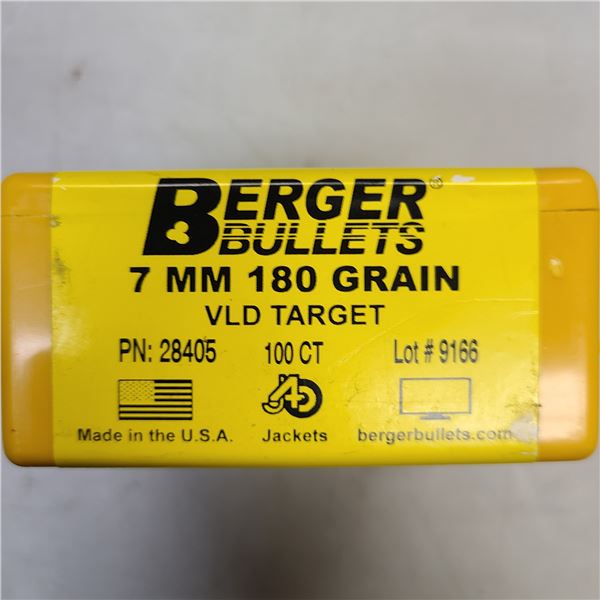 BERGER®
BULLETS
7 MM 180 GRAIN
VLD TARGET
PN: 28405 100 CT Lot # 9166
J4
Made in the U.S.A. Jackets bergerbullets.com